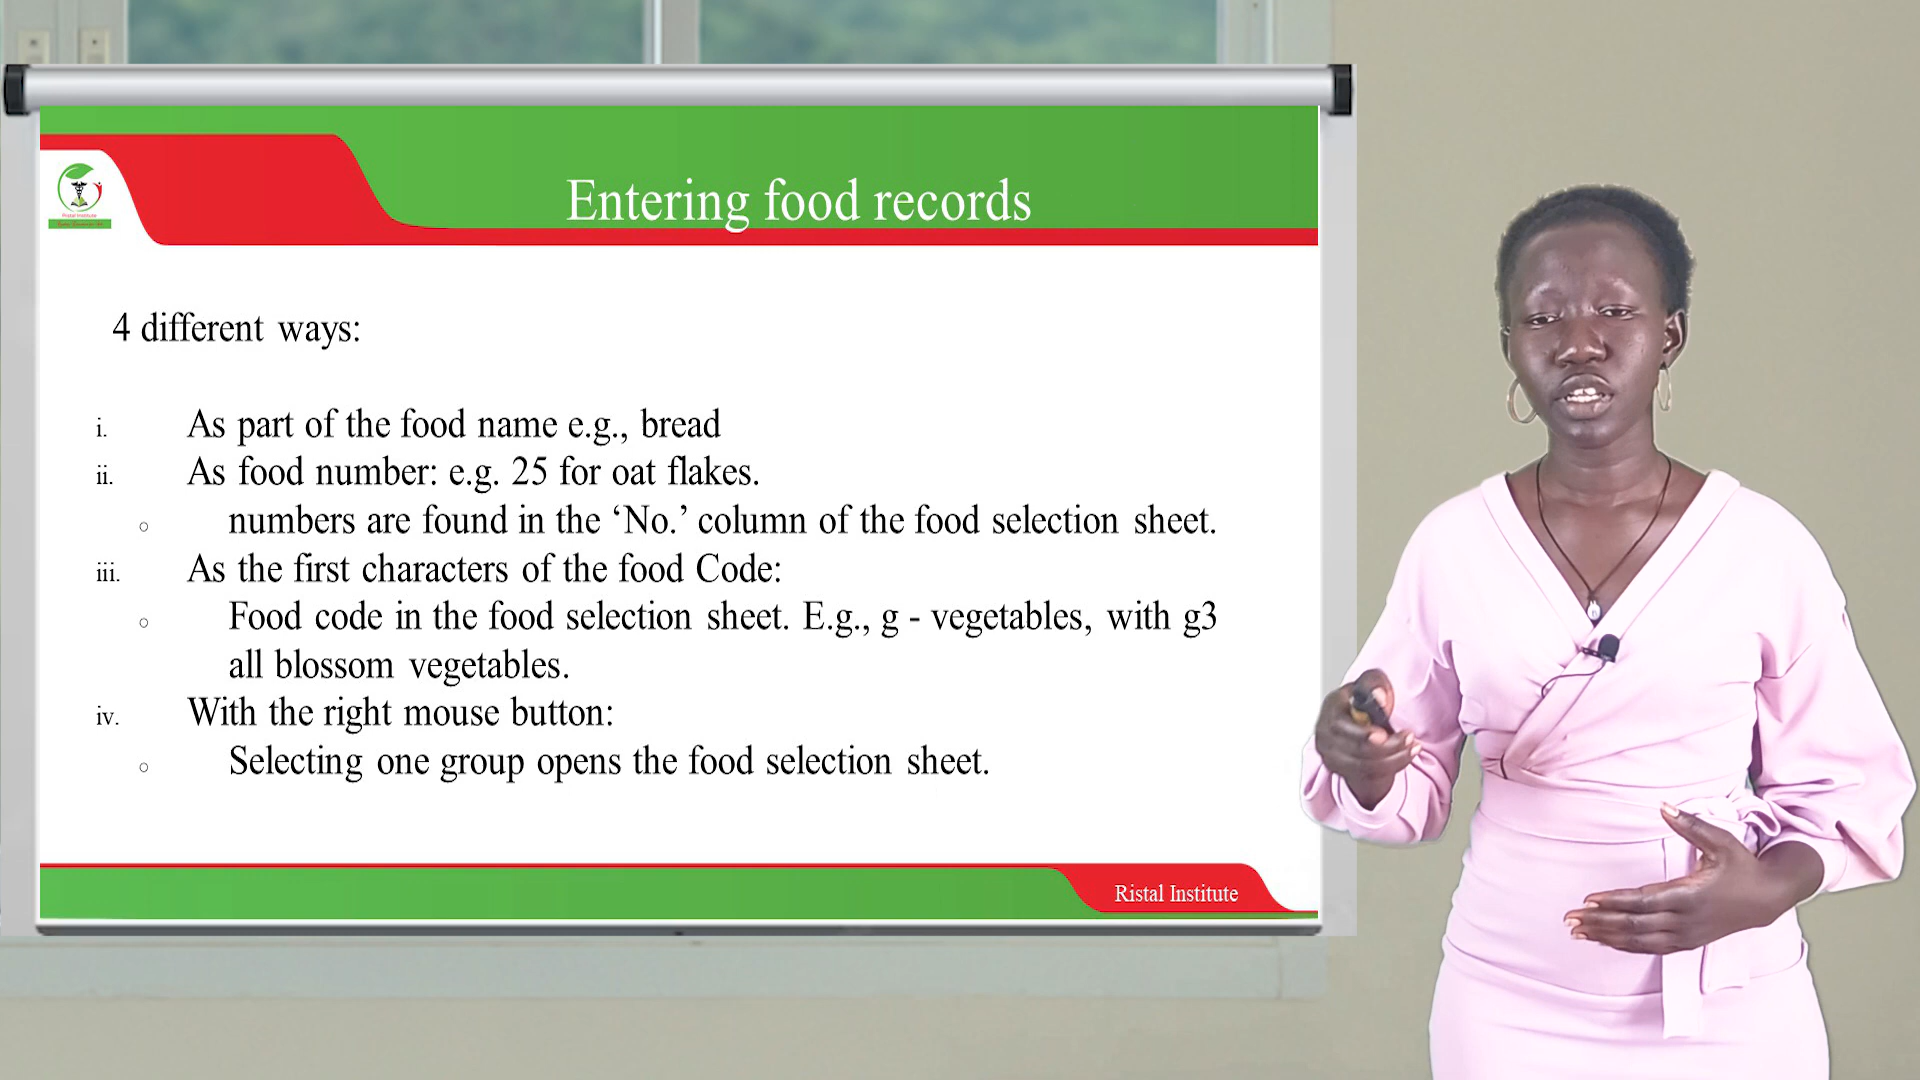 Entering food records
Ristal Institute
4 different ways:
i. As part of the food name e.g., bread
ii. As food number: e.g. 25 for oat flakes.
○ numbers are found in the ‘No.’ column of the food selection sheet.
iii. As the first characters of the food Code:
○ Food code in the food selection sheet. E.g., g - vegetables, with g3
all blossom vegetables.
iv. With the right mouse button:
○ Selecting one group opens the food selection sheet.
Ristal Institute